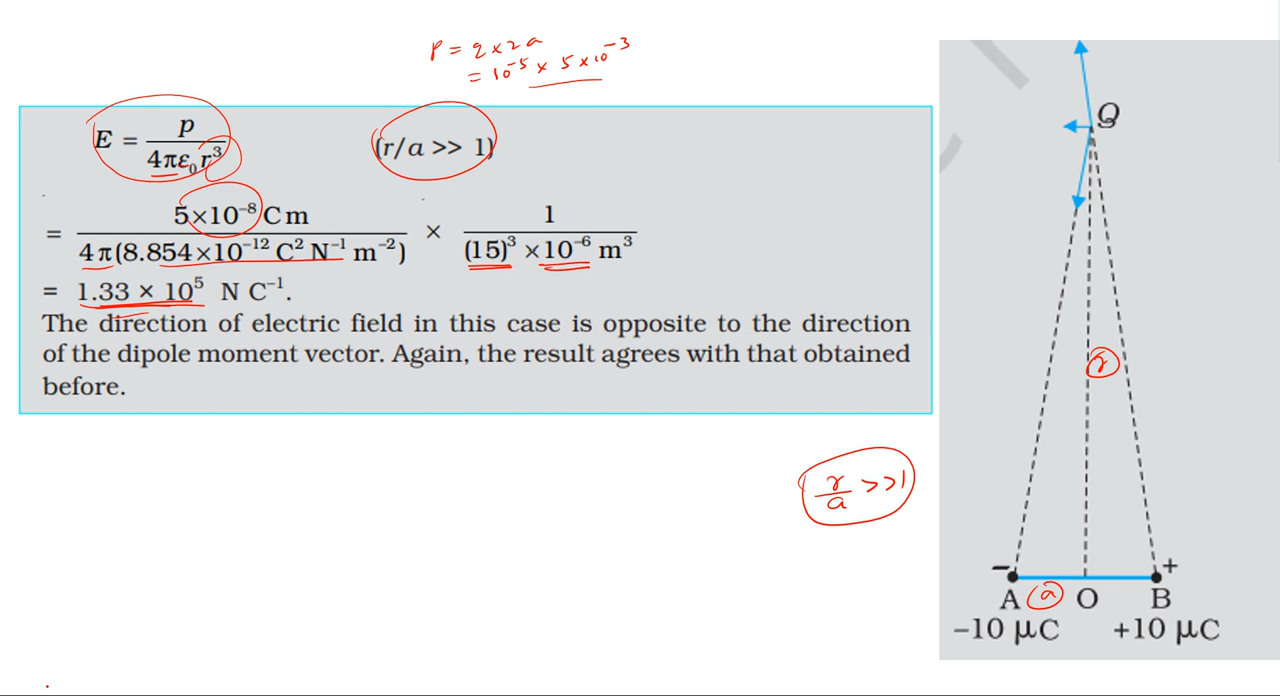 P = q × 2a
= 10⁻⁵ × 5 × 10⁻³
E = p / 4πε₀r³ (r/a >> 1)
= 5×10⁻⁸ C m / 4π(8.854×10⁻¹² C² N⁻¹ m⁻²) × 1 / (15)³ ×10⁻⁶ m³
= 1.33 × 10⁵ N C⁻¹.
The direction of electric field in this case is opposite to the direction
of the dipole moment vector. Again, the result agrees with that obtained
before.
r/a >>1
Q
r
− +
A a O B
−10 μC +10 μC